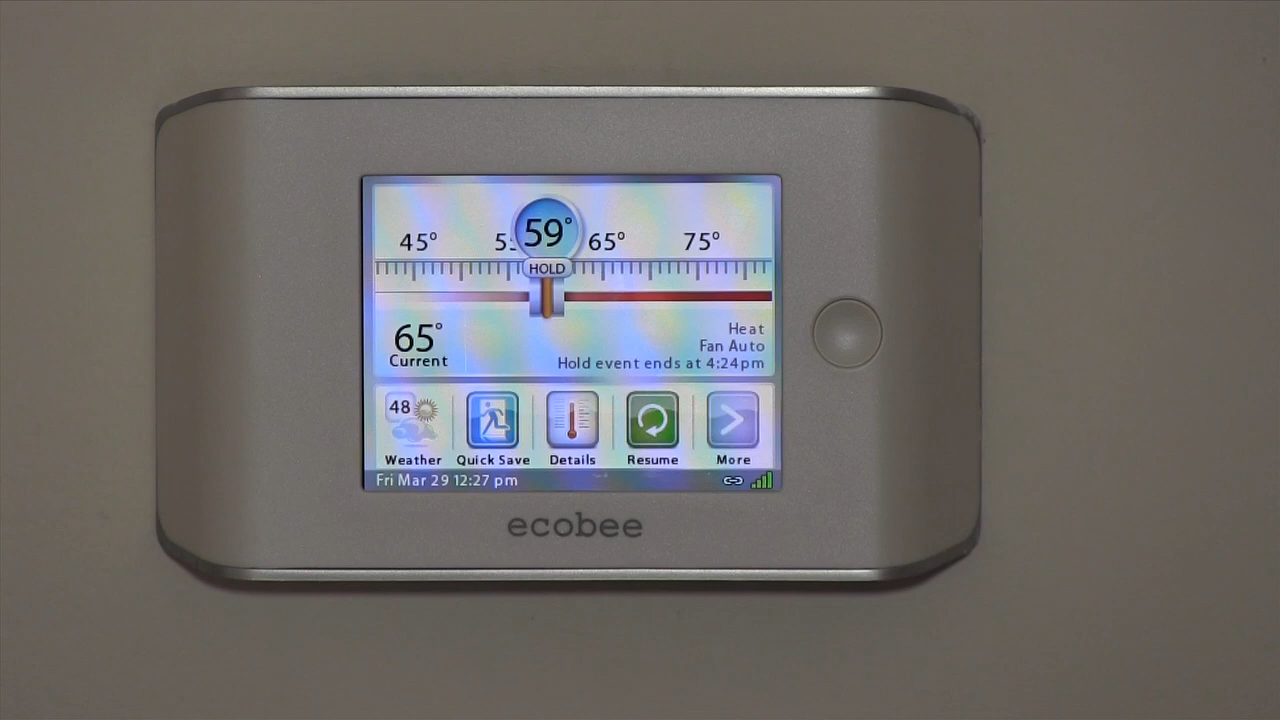 59°
45° 65° 75°
HOLD
65°
Current
Heat
Fan Auto
Hold event ends at 4:24pm
48
Weather Quick Save Details Resume More
Fri Mar 29 12:27 pm
ecobee